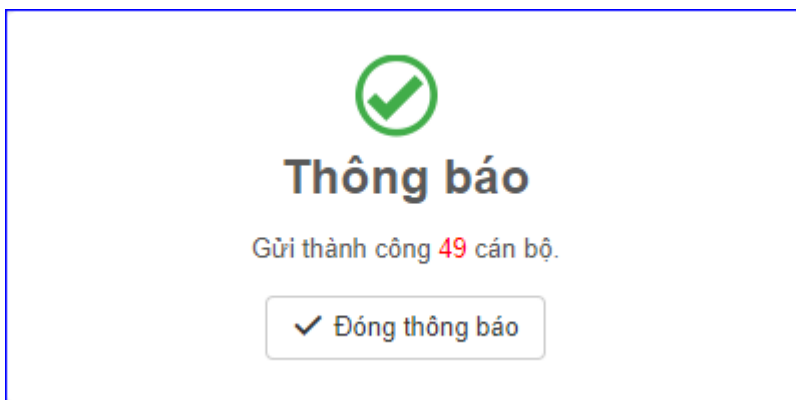 Thông báo
Gửi thành công 49 cán bộ.
Đóng thông báo